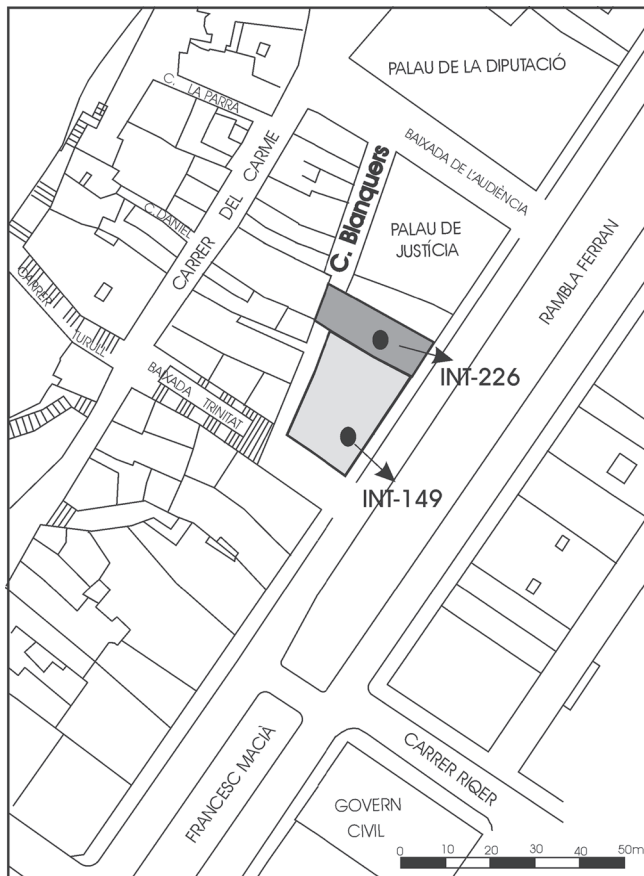 PALAU DE LA DIPUTACIÓ
C. LA PARRA
BAIXADA DE L'AUDIÈNCIA
CARRER DEL CARME
C. Blanquers
PALAU DE
JUSTÍCIA
C. DANIEL
RAMBLA FERRAN
CARRER
TURULL
INT-226
BAIXADA TRINITAT
INT-149
CARRER RIQER
FRANCESC MACIÀ
GOVERN
CIVIL
0 10 20 30 40 50m